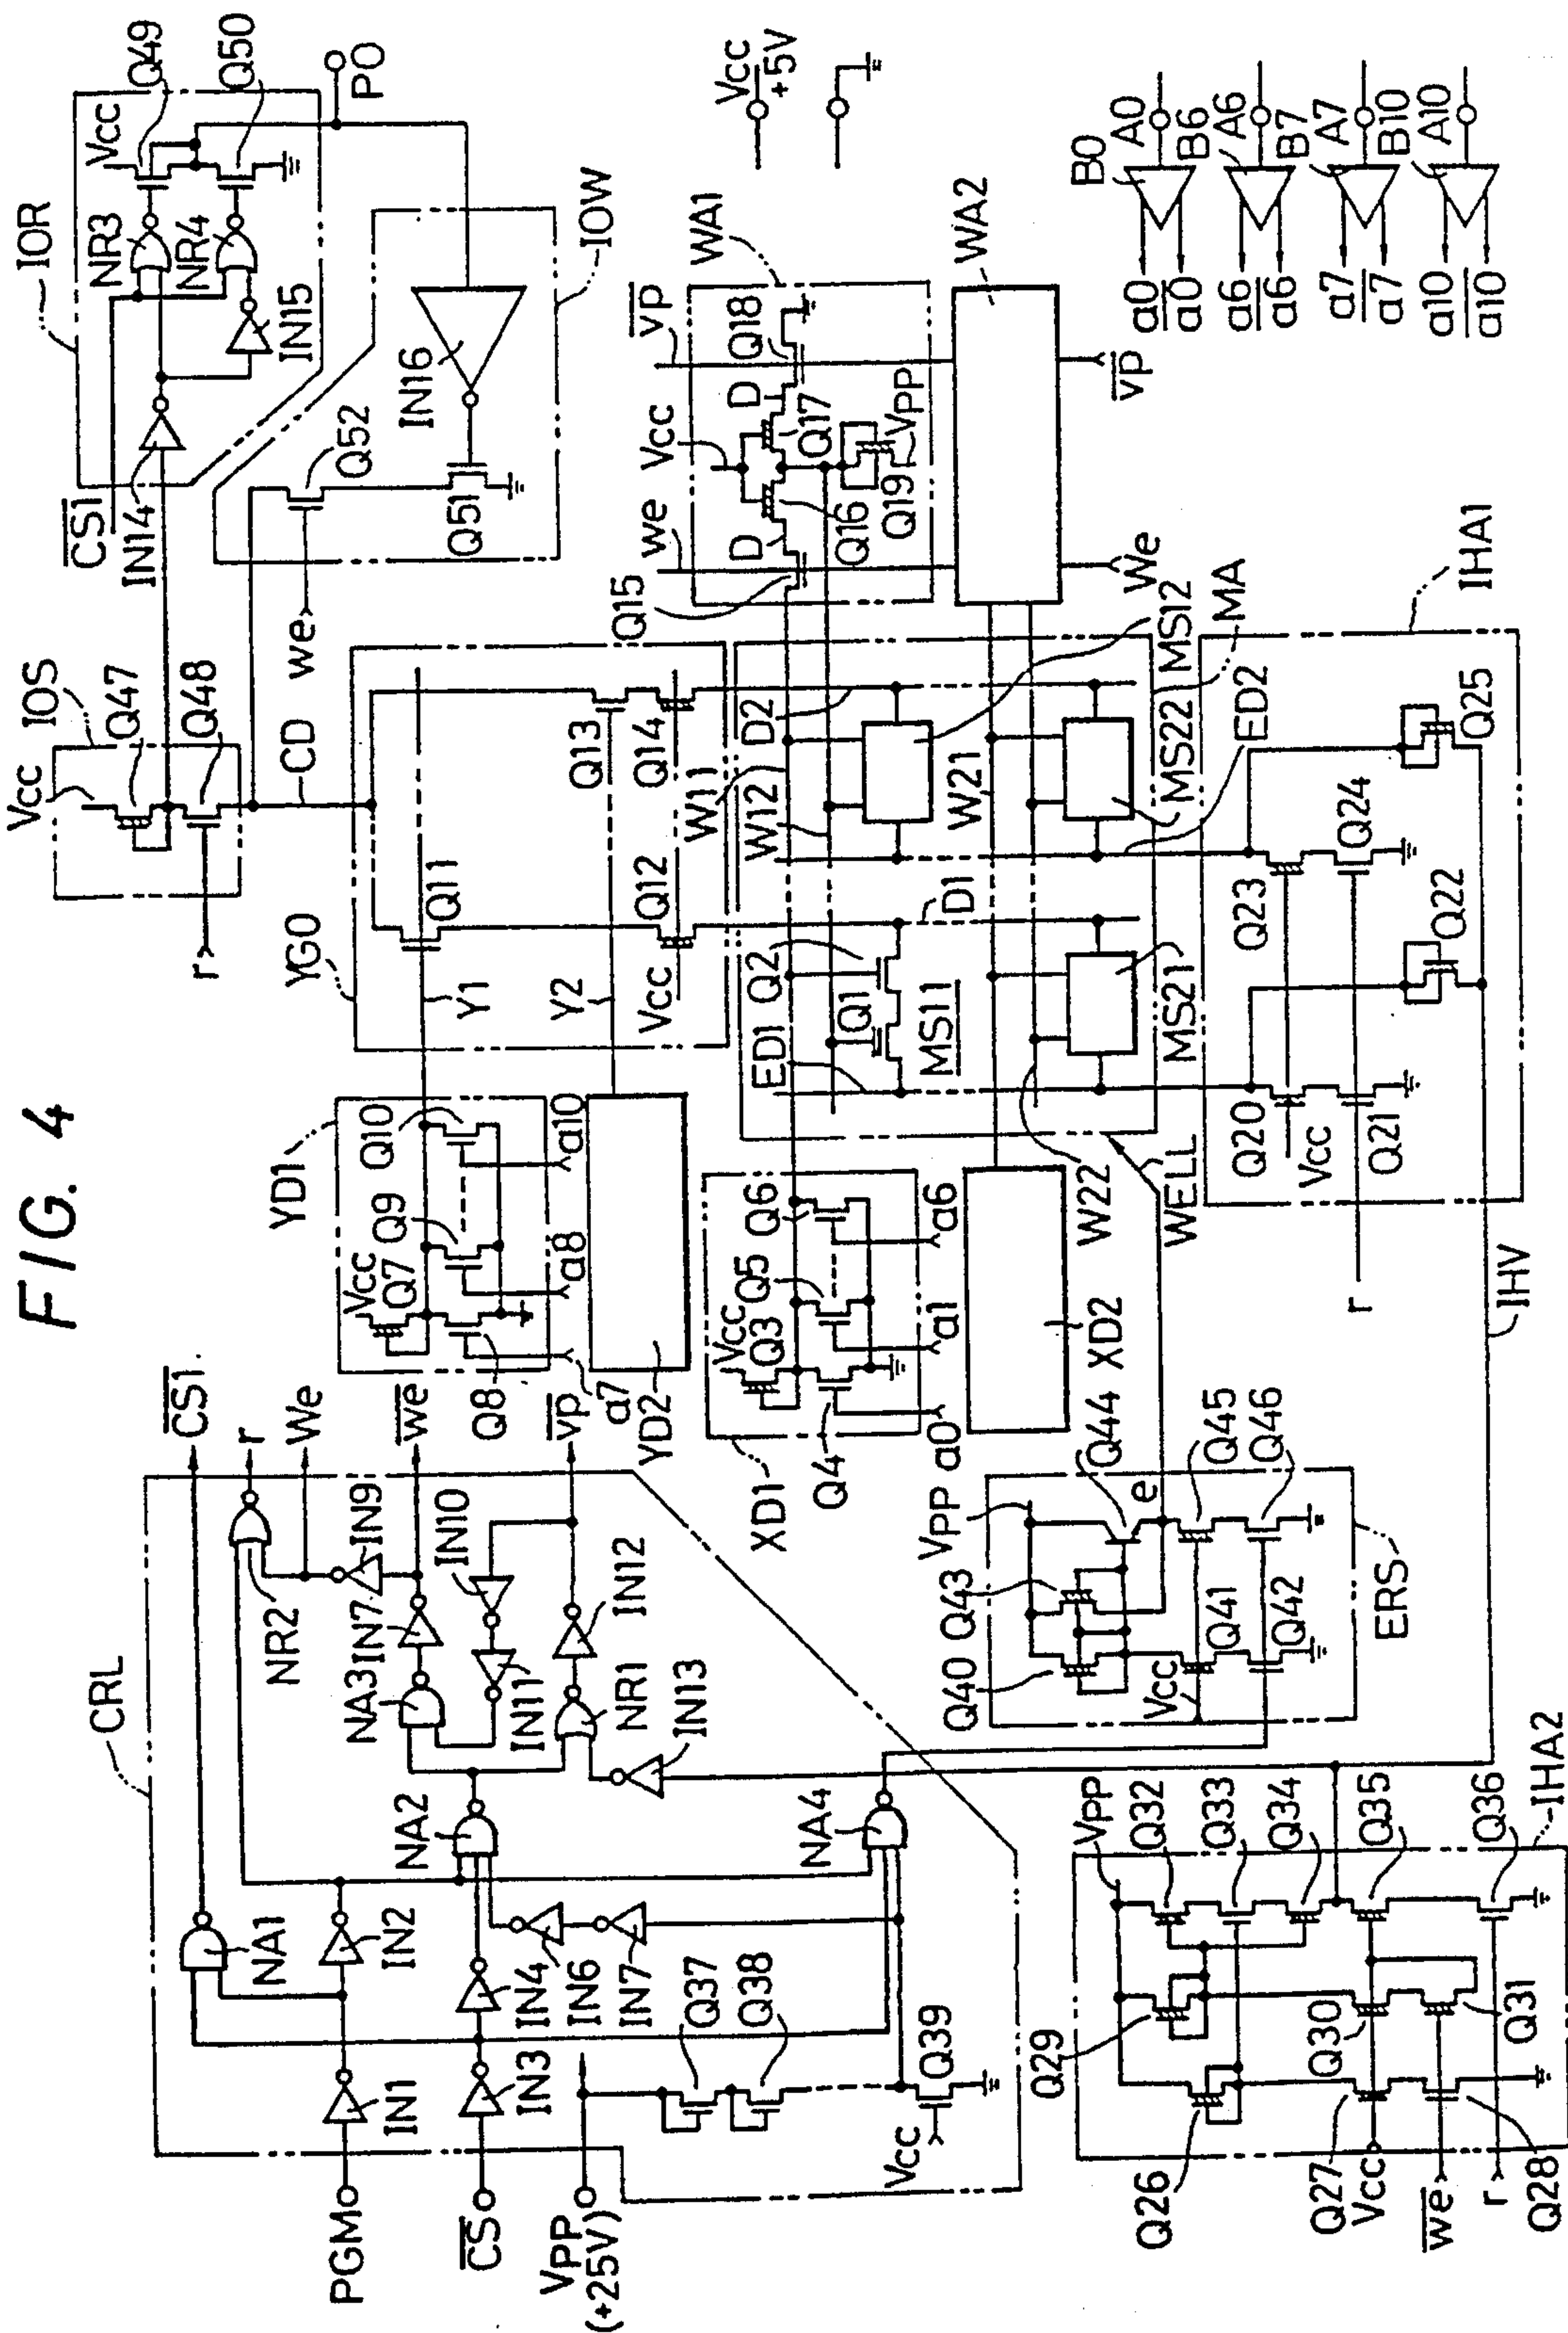 FIG. 4
IOR
Vcc
Q49
NR3
NR4
Q50
PO
IN15
CS1
IN14
IOS
Vcc
Q47
Q48
r
CD
Q52
we
Q51
IN16
IOW
Vcc
+5V
B0
A0
a0
a0
B6
A6
a6
a6
B7
A7
a7
a7
B10
A10
a10
a10
YG0
Q11
Y1
Q13
Y2
Q12
Q14
Vcc
W11
W12
D2
WA1
vp
Vcc
we
Q15
D
D
Q16
Q17
Q18
Q19
VPP
WA2
vp
We
W21
MS12
MA
MS22
ED2
ED1
Q1
Q2
MS11
D1
MS21
W22
WELL
IHA1
Q20
Vcc
Q21
Q22
Q23
Q24
Q25
r
IHV
YD1
Vcc
Q7
Q8
Q9
Q10
a7
a8
a10
YD2
XD1
Vcc
Q3
Q4
Q5
Q6
a0
a1
a6
XD2
CRL
CS1
r
We
we
vp
NR2
IN9
NA3
IN7
IN10
IN11
IN12
NR1
IN13
NA1
IN2
NA2
NA4
IN4
IN6
IN7
IN1
IN3
PGM
CS
VPP
(+25V)
Q37
Q38
Q39
Vcc
VPP
Q40
Q43
Q44
e
Vcc
Q41
Q42
Q45
Q46
ERS
IHA2
VPP
Q26
Q29
Q32
Q33
Q34
Q35
Q36
Q27
Vcc
Q30
Q31
we
r
Q28